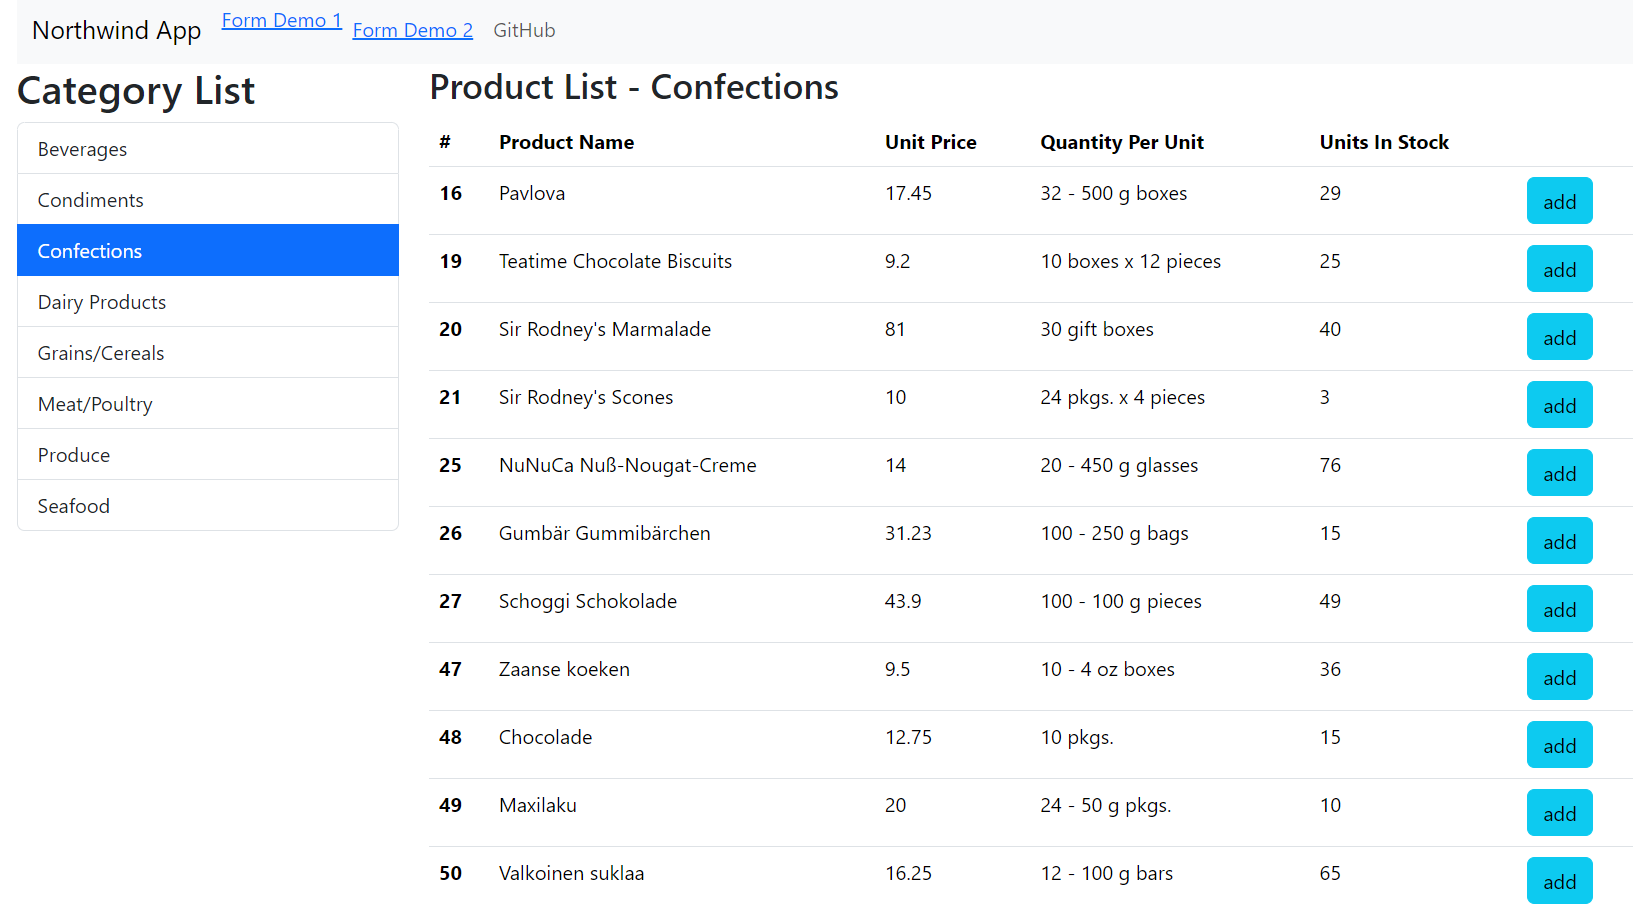 Northwind App Form Demo 1 Form Demo 2 GitHub
Category List
Beverages
Condiments
Confections
Dairy Products
Grains/Cereals
Meat/Poultry
Produce
Seafood
Product List - Confections
# Product Name Unit Price Quantity Per Unit Units In Stock
16 Pavlova 17.45 32 - 500 g boxes 29 add
19 Teatime Chocolate Biscuits 9.2 10 boxes x 12 pieces 25 add
20 Sir Rodney's Marmalade 81 30 gift boxes 40 add
21 Sir Rodney's Scones 10 24 pkgs. x 4 pieces 3 add
25 NuNuCa Nuß-Nougat-Creme 14 20 - 450 g glasses 76 add
26 Gumbär Gummibärchen 31.23 100 - 250 g bags 15 add
27 Schoggi Schokolade 43.9 100 - 100 g pieces 49 add
47 Zaanse koeken 9.5 10 - 4 oz boxes 36 add
48 Chocolade 12.75 10 pkgs. 15 add
49 Maxilaku 20 24 - 50 g pkgs. 10 add
50 Valkoinen suklaa 16.25 12 - 100 g bars 65 add